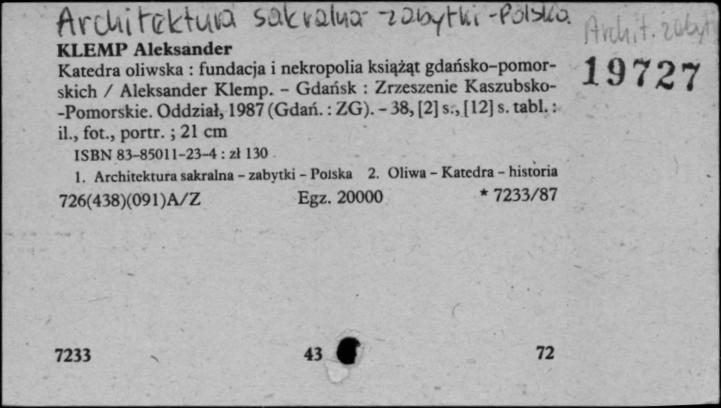 Architektura sakralna - zabytki - Polska.
Archit. zabyt
KLEMP Aleksander
19727
Katedra oliwska : fundacja i nekropolia książąt gdańsko-pomor-
skich / Aleksander Klemp. – Gdańsk : Zrzeszenie Kaszubsko-
-Pomorskie. Oddział, 1987 (Gdań. : ZG). – 38, [2] s., [12] s. tabl. :
il., fot., portr. ; 21 cm
ISBN 83-85011-23-4 : zł 130
1. Architektura sakralna – zabytki – Polska 2. Oliwa – Katedra – historia
726(438)(091)A/Z Egz. 20000 * 7233/87
7233 43 72